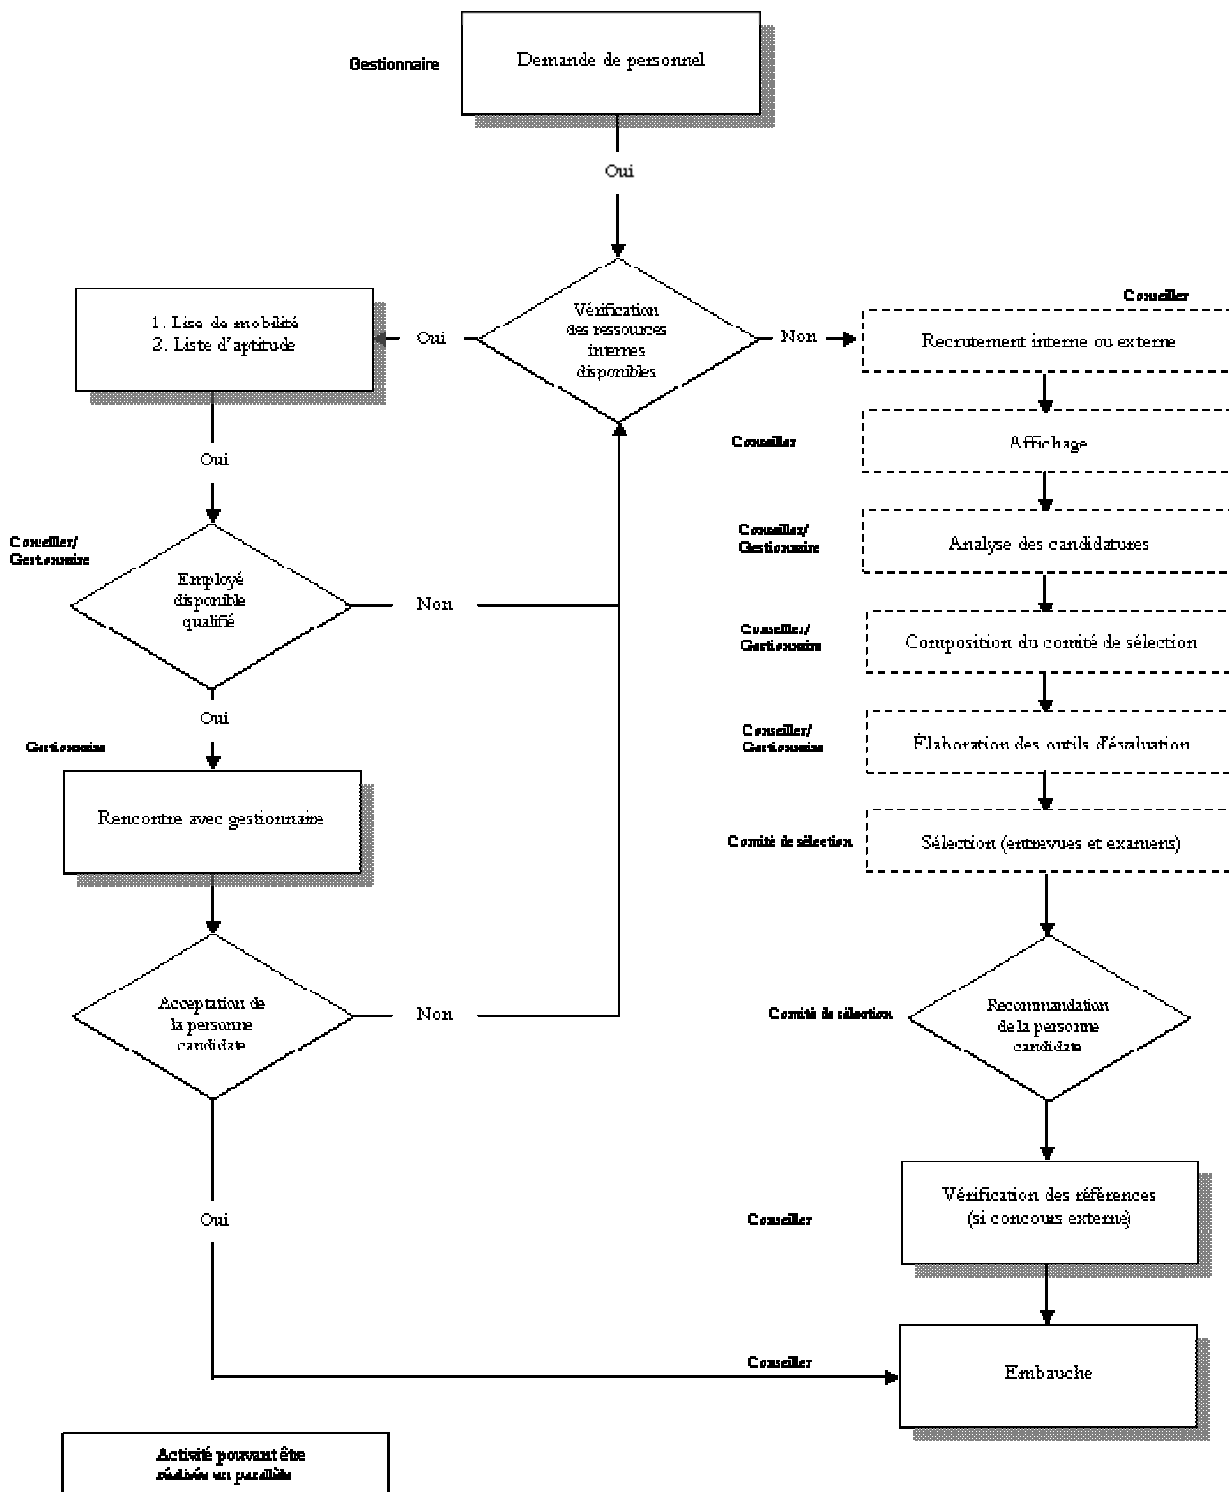 Gestionnaire
Demande de personnel
Oui
Vérification
des ressources
internes
disponibles
Oui
Non
1. Lise de mobilité
2. Liste d'aptitude
Oui
Conseiller/
Gestionnaire
Employé
disponible
qualifié
Non
Oui
Gestionnaire
Rencontre avec gestionnaire
Acceptation de
la personne
candidate
Non
Oui
Conseiller
Recrutement interne ou externe
Conseiller
Affichage
Conseiller/
Gestionnaire
Analyse des candidatures
Conseiller/
Gestionnaire
Composition du comité de sélection
Conseiller/
Gestionnaire
Élaboration des outils d'évaluation
Comité de sélection
Sélection (entrevues et examens)
Comité de sélection
Recommandation
de la personne
candidate
Conseiller
Vérification des références
(si concours externe)
Conseiller
Embauche
Activité pouvant être
réalisée en parallèle